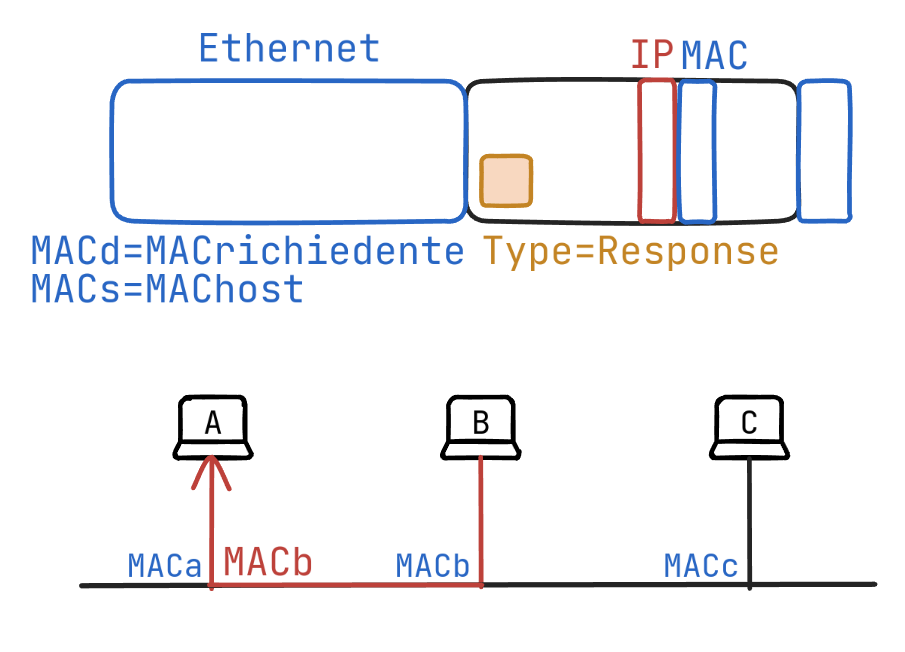 Ethernet
IP MAC
MACd=MACrichiedente Type=Response
MACs=MAChost
A B C
MACa MACb MACb MACc